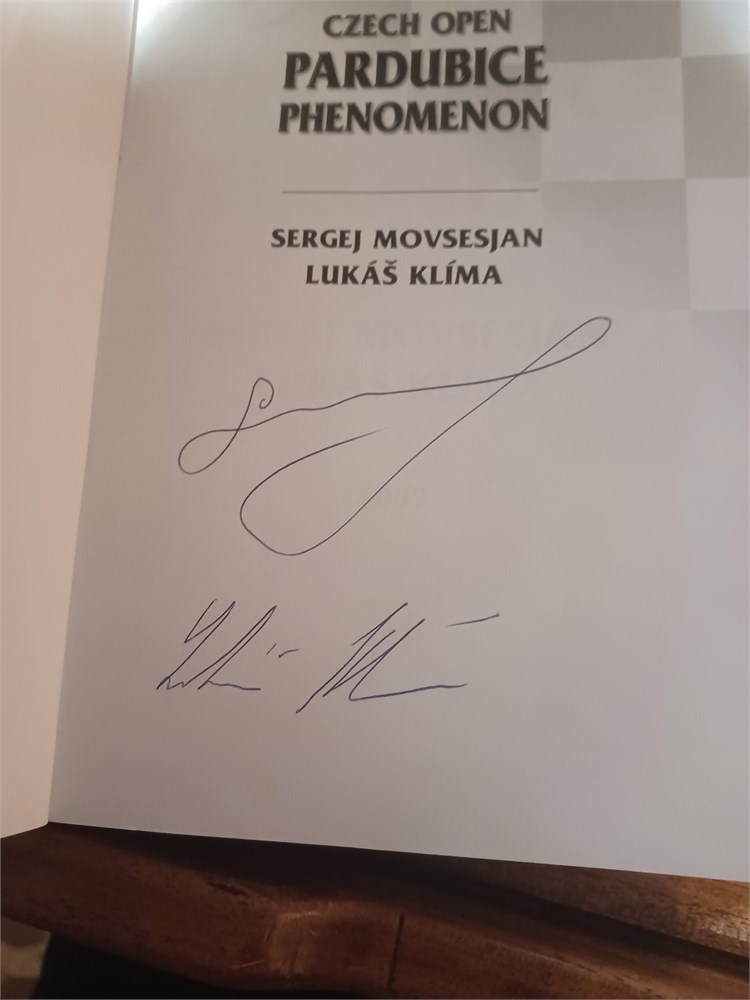 CZECH OPEN
PARDUBICE
PHENOMENON
SERGEJ MOVSESJAN
LUKÁŠ KLÍMA